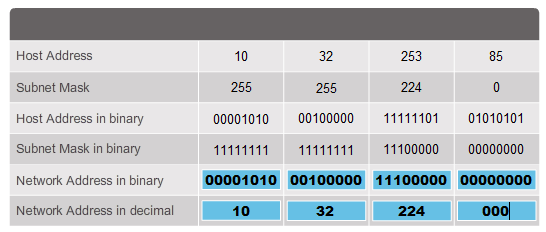 Host Address 10 32 253 85
Subnet Mask 255 255 224 0
Host Address in binary 00001010 00100000 11111101 01010101
Subnet Mask in binary 11111111 11111111 11100000 00000000
Network Address in binary 00001010 00100000 11100000 00000000
Network Address in decimal 10 32 224 000